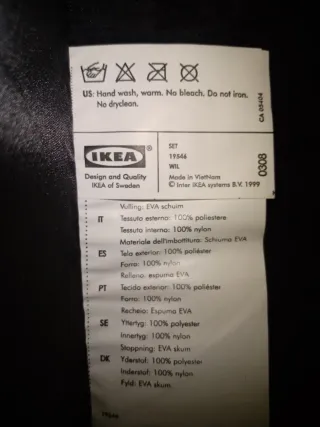 US: Hand wash, warm. No bleach. Do not iron.
No dryclean.
CA 05404
IKEA
®
Design and Quality
IKEA of Sweden
SET
19546
WIL
Made in VietNam
© Inter IKEA systems B.V. 1999
0308
Vulling: EVA schuim
IT Tessuto esterno: 100% poliestere
Tessuto interno: 100% nylon
Materiale dell'imbottitura: Schiuma EVA
ES Tela exterior: 100% poliéster
Forro: 100% nylon
Relleno: espuma EVA
PT Tecido exterior: 100% poliéster
Forro: 100% nylon
Recheio: Espuma EVA
SE Yttertyg: 100% polyester
Innertyg: 100% nylon
Stoppning: EVA skum
DK Yderstof: 100% polyester
Inderstof: 100% nylon
Fyld: EVA skum